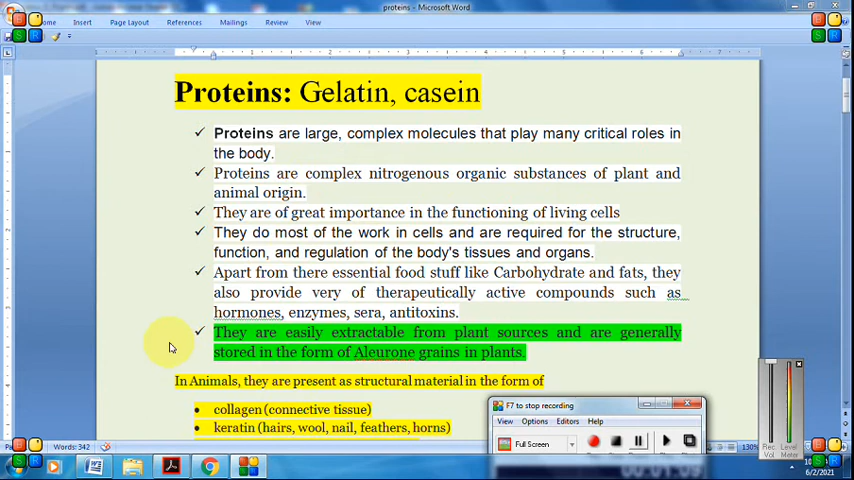 proteins - Microsoft Word
Home Insert Page Layout References Mailings Review View
Proteins: Gelatin, casein
✓ Proteins are large, complex molecules that play many critical roles in
the body.
✓ Proteins are complex nitrogenous organic substances of plant and
animal origin.
✓ They are of great importance in the functioning of living cells
✓ They do most of the work in cells and are required for the structure,
function, and regulation of the body's tissues and organs.
✓ Apart from there essential food stuff like Carbohydrate and fats, they
also provide very of therapeutically active compounds such as
hormones, enzymes, sera, antitoxins.
✓ They are easily extractable from plant sources and are generally
stored in the form of Aleurone grains in plants.
In Animals, they are present as structural material in the form of
• collagen (connective tissue)
• keratin (hairs, wool, nail, feathers, horns)
F7 to stop recording
View Options Editors Help
Full Screen
Rec. Vol
Level Meter
Words: 342
130%
6/2/2021